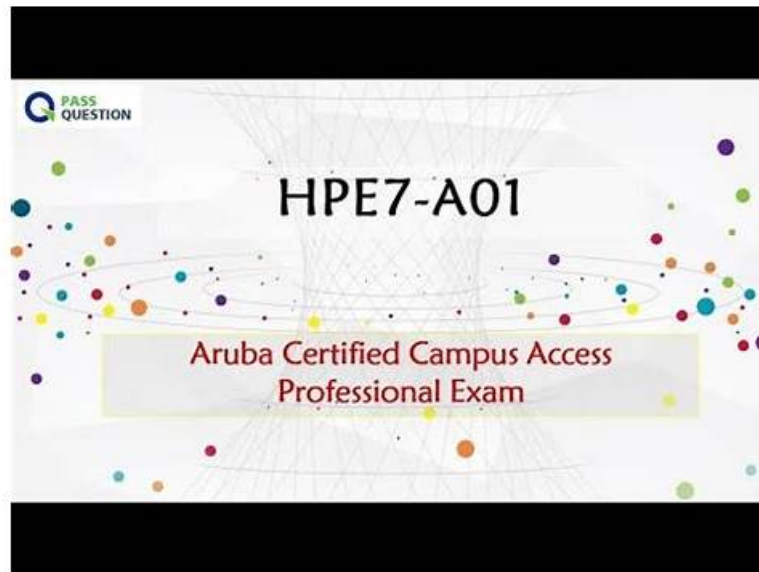 PASS
QUESTION
HPE7-A01
Aruba Certified Campus Access
Professional Exam